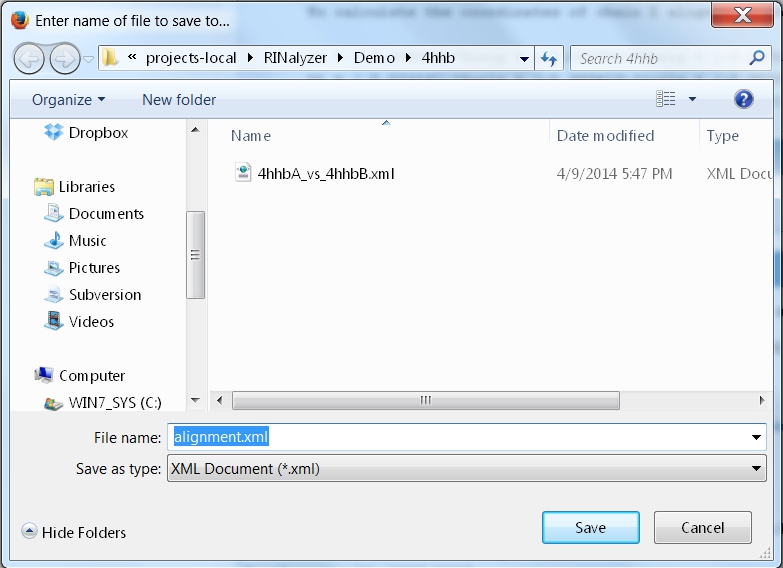 Enter name of file to save to...
« projects-local RINalyzer Demo 4hhb Search 4hhb
Organize New folder
Dropbox
Libraries
Documents
Music
Pictures
Subversion
Videos
Computer
WIN7_SYS (C:)
Name Date modified Type
4hhbA_vs_4hhbB.xml 4/9/2014 5:47 PM XML Docu
File name: alignment.xml
Save as type: XML Document (*.xml)
Hide Folders Save Cancel